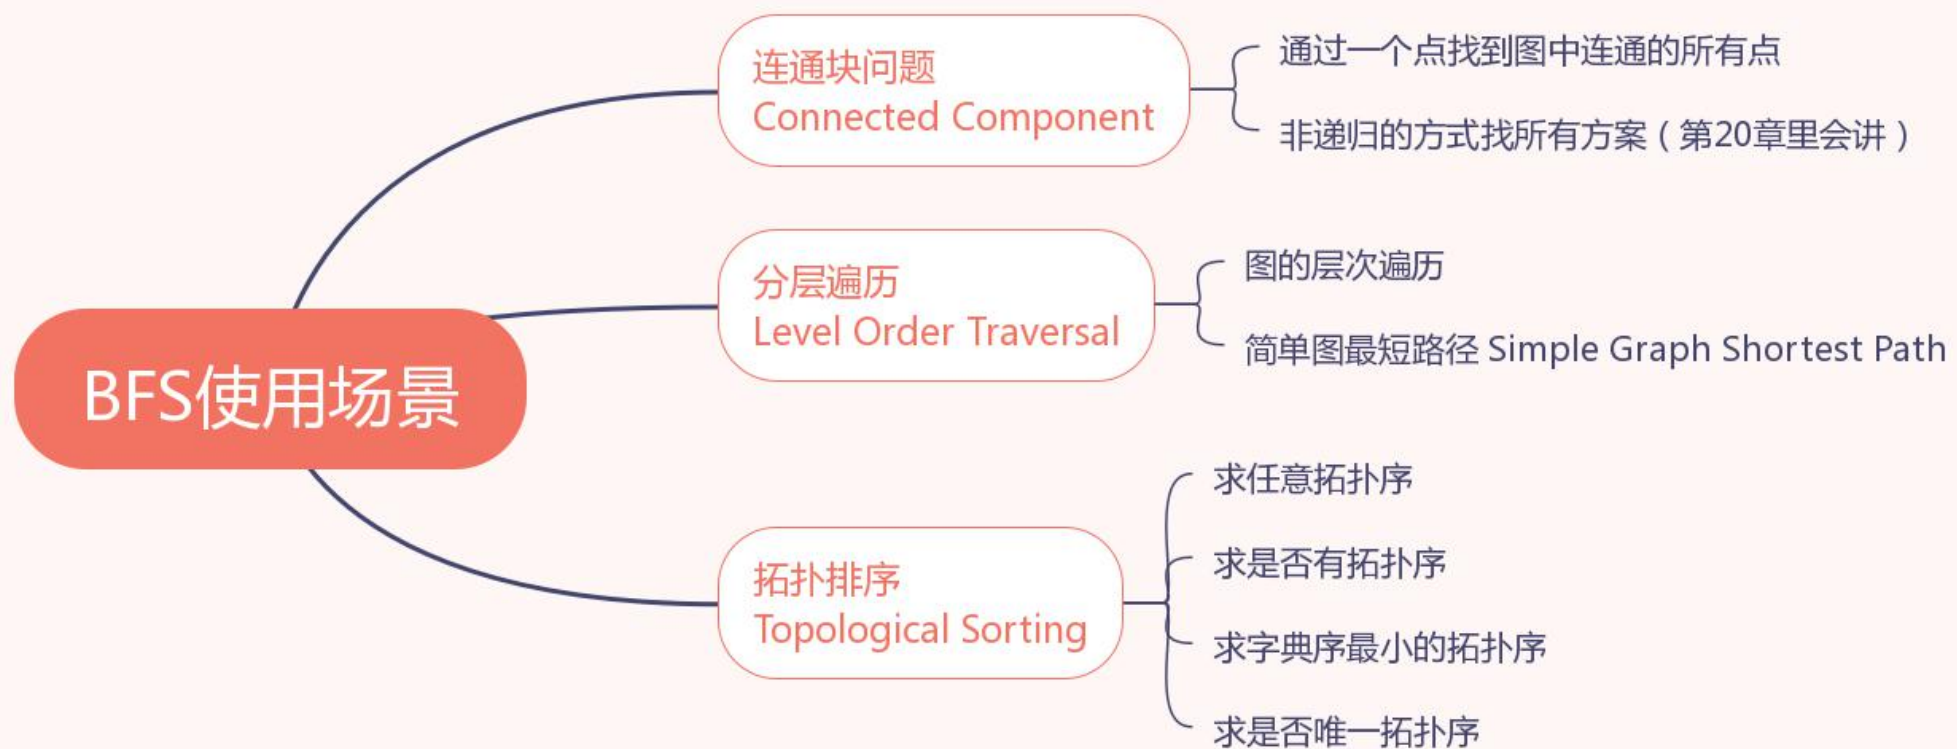 BFS使用场景
连通块问题
Connected Component
通过一个点找到图中连通的所有点
非递归的方式找所有方案（第20章里会讲）
分层遍历
Level Order Traversal
图的层次遍历
简单图最短路径 Simple Graph Shortest Path
拓扑排序
Topological Sorting
求任意拓扑序
求是否有拓扑序
求字典序最小的拓扑序
求是否唯一拓扑序